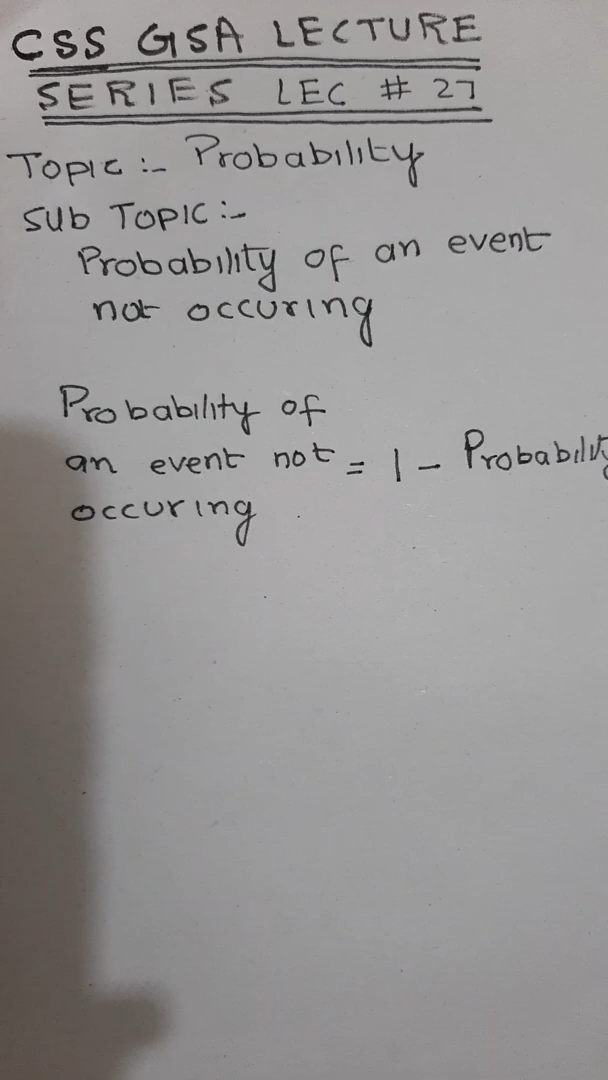 CSS GSA LECTURE
SERIES LEC # 27
Topic :- Probability
SUB TOPIC :-
Probability of an event
not occuring
Probability of
an event not = 1 - Probability
occuring